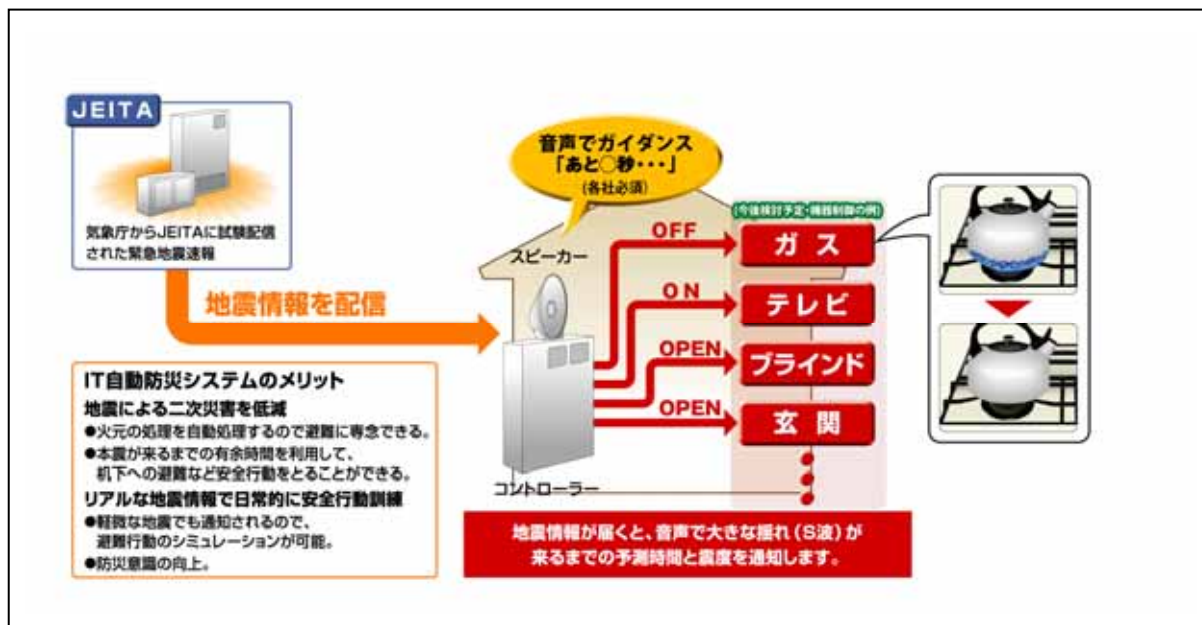 JEITA
気象庁からJEITAに試験配信
された緊急地震速報
地震情報を配信
音声でガイダンス
「あと○秒・・・」
(各社必須)
スピーカー
コントローラー
(今後検討予定・機器制御の例)
OFF
ガス
ON
テレビ
OPEN
ブラインド
OPEN
玄関
IT自動防災システムのメリット
地震による二次災害を低減
●火元の処理を自動処理するので避難に専念できる。
●本震が来るまでの有余時間を利用して、
机下への避難など安全行動をとることができる。
リアルな地震情報で日常的に安全行動訓練
●軽微な地震でも通知されるので、
避難行動のシミュレーションが可能。
●防災意識の向上。
地震情報が届くと、音声で大きな揺れ(S波)が
来るまでの予測時間と震度を通知します。